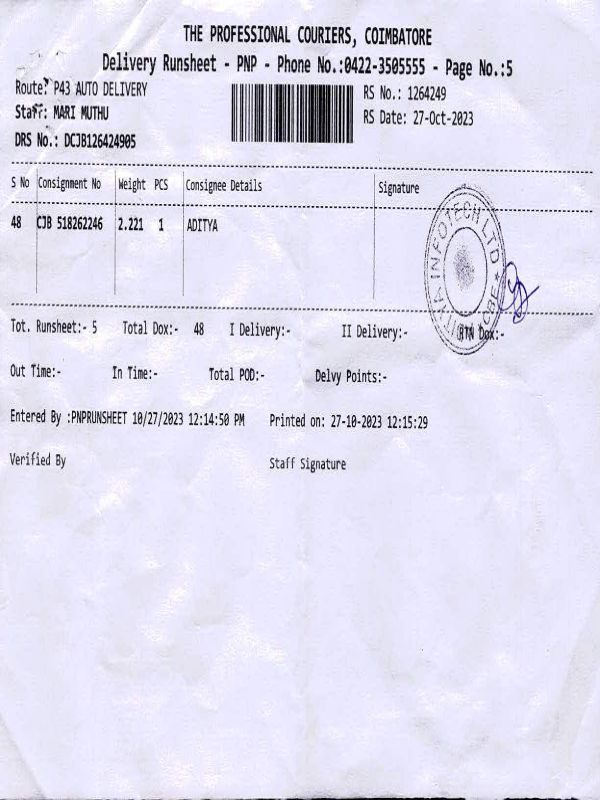 THE PROFESSIONAL COURIERS, COIMBATORE
Delivery Runsheet - PNP - Phone No.:0422-3505555 - Page No.:5
Route: P43 AUTO DELIVERY
RS No.: 1264249
Staff: MARI MUTHU
RS Date: 27-Oct-2023
DRS No.: DCJB126424905
S No Consignment No Weight PCS Consignee Details Signature
48 CJB 518262246 2.221 1 ADITYA
INFOTECH LTD
Tot. Runsheet:- 5 Total Dox:- 48 I Delivery:- II Delivery:- RTN Dox:-
Out Time:- In Time:- Total POD:- Delvy Points:-
Entered By :PNPRUNSHEET 10/27/2023 12:14:50 PM Printed on: 27-10-2023 12:15:29
Verified By Staff Signature